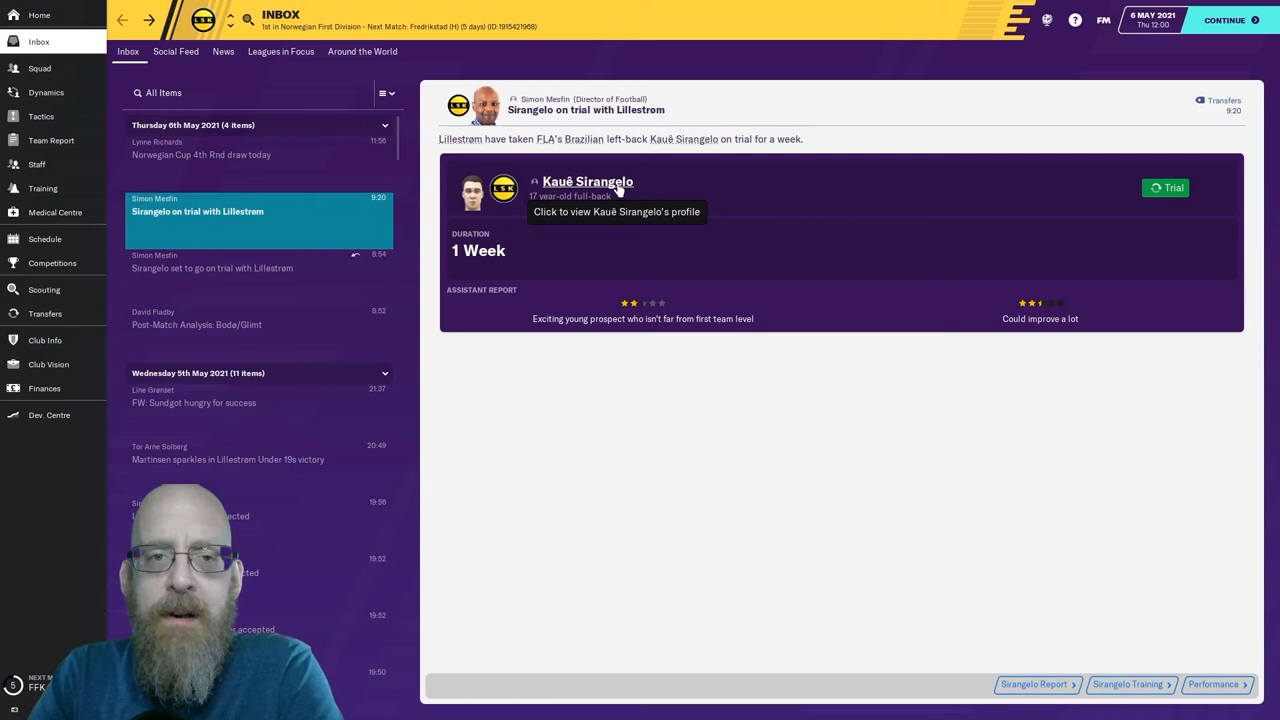 INBOX
1st in Norwegian First Division - Next Match: Fredrikstad (H) (5 days) (ID:1915421968)
LSK
FM
6 MAY 2021
Thu 12:00
CONTINUE
Home
Inbox
Squad
Dynamics
Tactics
Team Report
Staff
Training
Medical Centre
Schedule
Competitions
Scouting
Transfers
Club Info
Club Vision
Finances
Dev. Centre
NEXT M
5
FFK
Inbox
Social Feed
News
Leagues in Focus
Around the World
All Items
Thursday 6th May 2021 (4 items)
Lynne Richards
11:56
Norwegian Cup 4th Rnd draw today
Simon Mesfin
9:20
Sirangelo on trial with Lillestrøm
Simon Mesfin
8:54
Sirangelo set to go on trial with Lillestrøm
David Fladby
8:52
Post-Match Analysis: Bodø/Glimt
Wednesday 5th May 2021 (11 items)
Line Grønset
21:37
FW: Sundgot hungry for success
Tor Arne Solberg
20:49
Martinsen sparkles in Lillestrøm Under 19s victory
19:56
19:52
19:52
accepted
19:50
LSK
Simon Mesfin (Director of Football)
Sirangelo on trial with Lillestrøm
Transfers
9:20
Lillestrøm have taken FLA's Brazilian left-back Kauê Sirangelo on trial for a week.
LSK
Kauê Sirangelo
17 year-old full-back
Click to view Kauê Sirangelo's profile
Trial
DURATION
1 Week
ASSISTANT REPORT
Exciting young prospect who isn't far from first team level
Could improve a lot
Sirangelo Report
Sirangelo Training
Performance